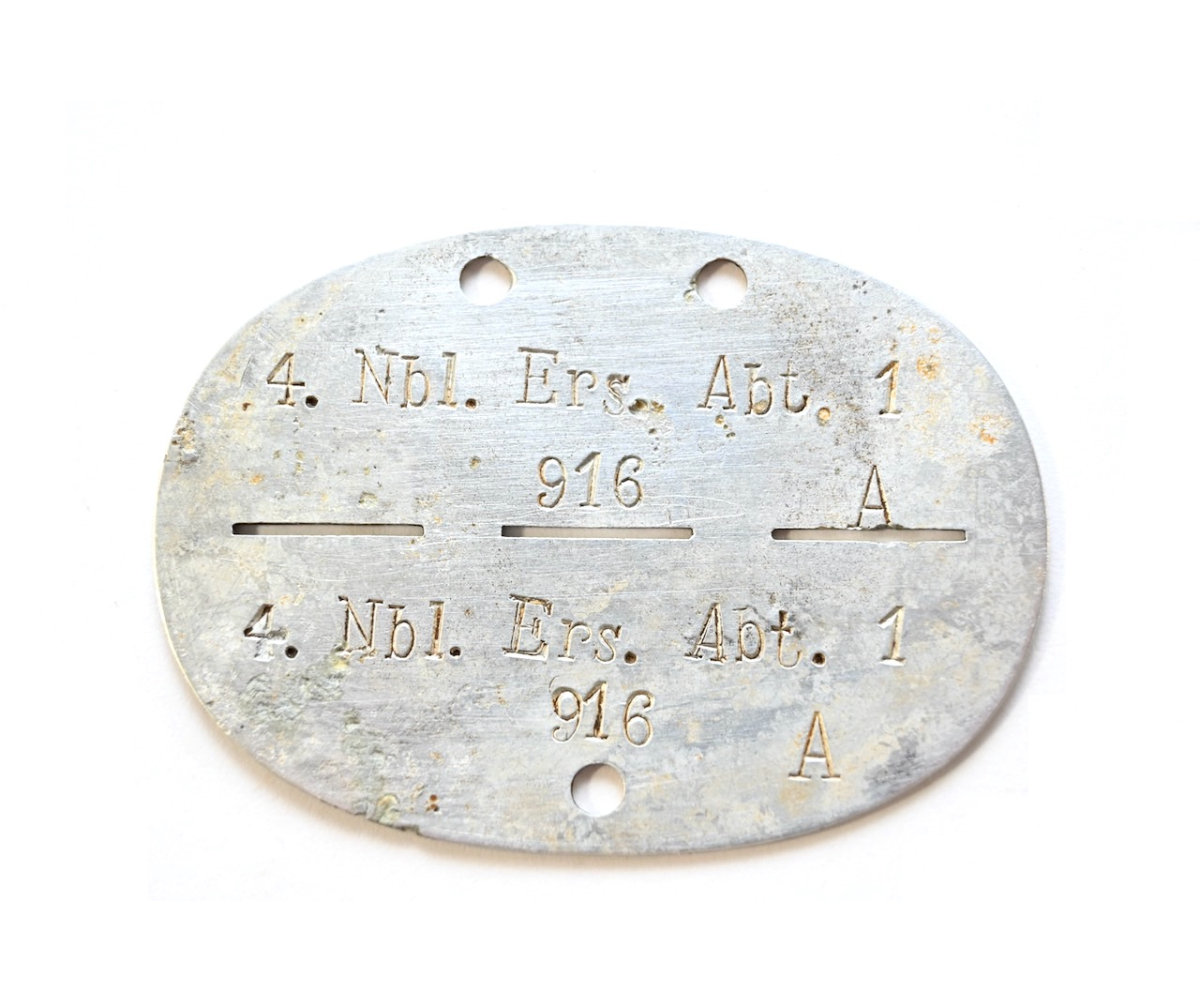 4. Nbl. Ers. Abt. 1
916 A
4. Nbl. Ers. Abt. 1
916 A